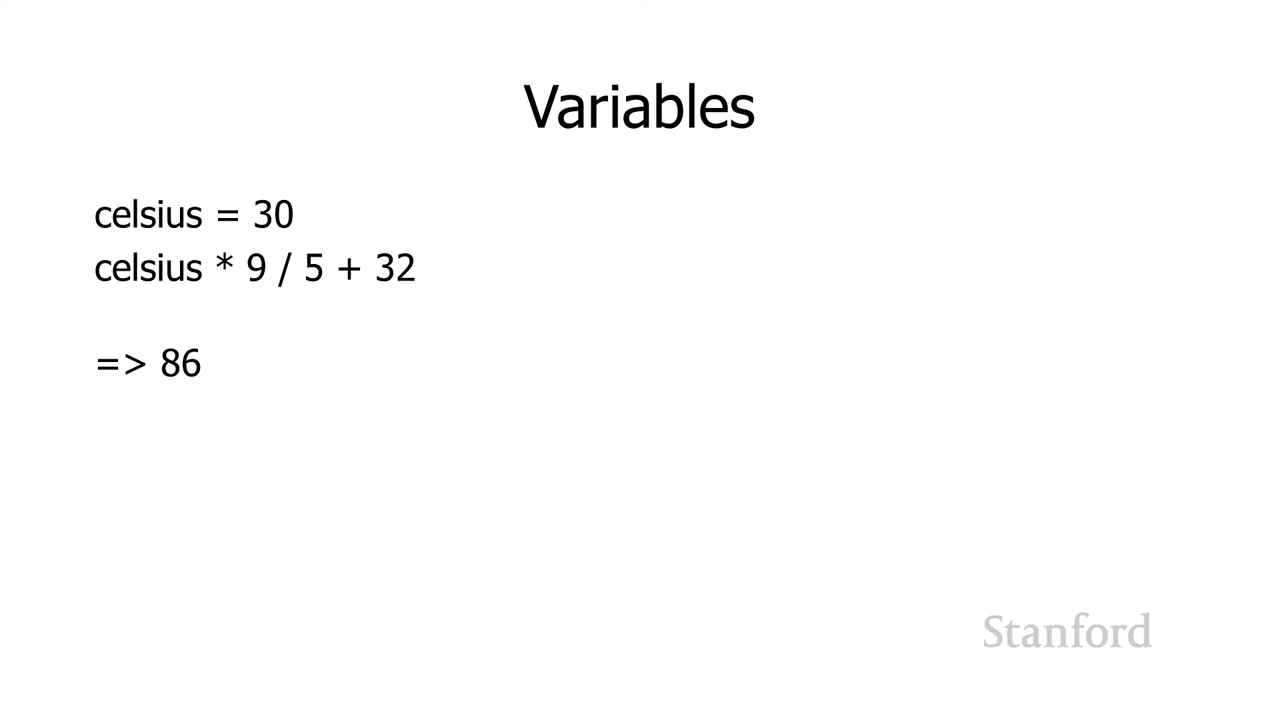 Variables
celsius = 30
celsius * 9 / 5 + 32
=> 86
Stanford